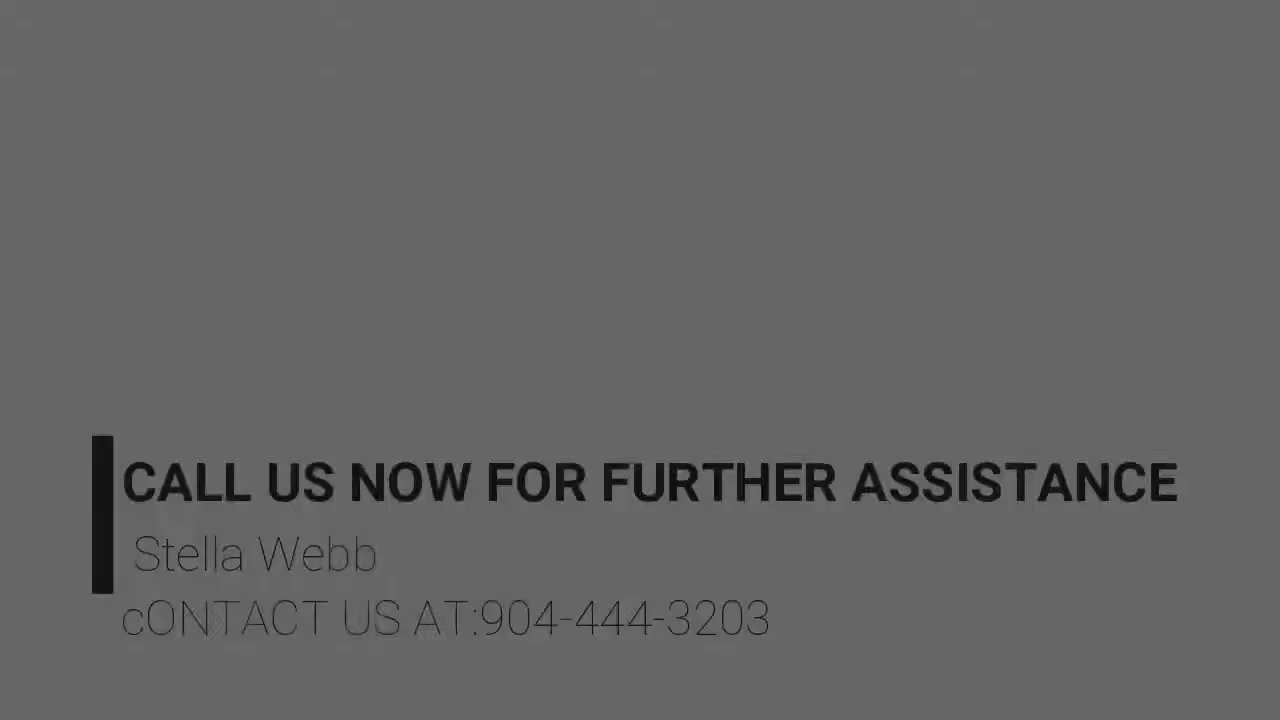 CALL US NOW FOR FURTHER ASSISTANCE
Stella Webb
cONTACT US AT:904-444-3203